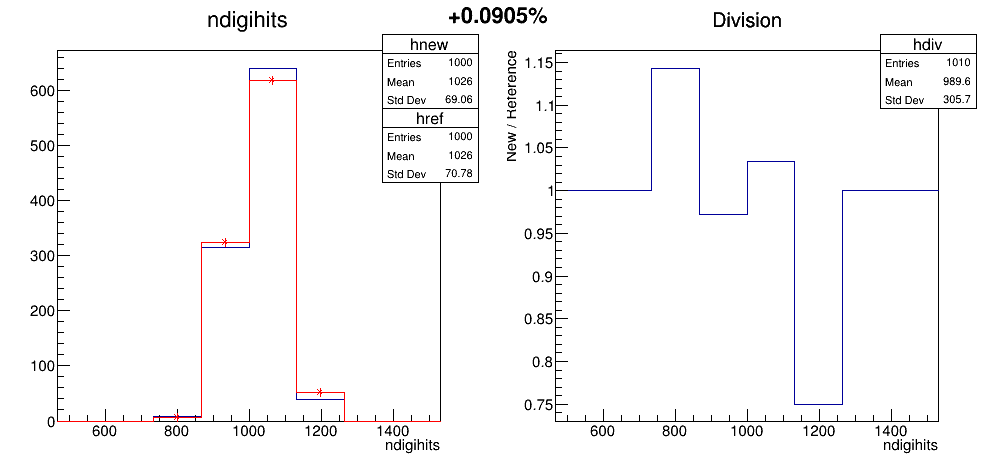 +0.0905%
ndigihits
hnew
Entries 1000
Mean 1026
Std Dev 69.06
href
Entries 1000
Mean 1026
Std Dev 70.78
600
500
400
300
200
100
0
600 800 1000 1200 1400
ndigihits
Division
hdiv
Entries 1010
Mean 989.6
Std Dev 305.7
New / Reference
1.15
1.1
1.05
1
0.95
0.9
0.85
0.8
0.75
600 800 1000 1200 1400
ndigihits